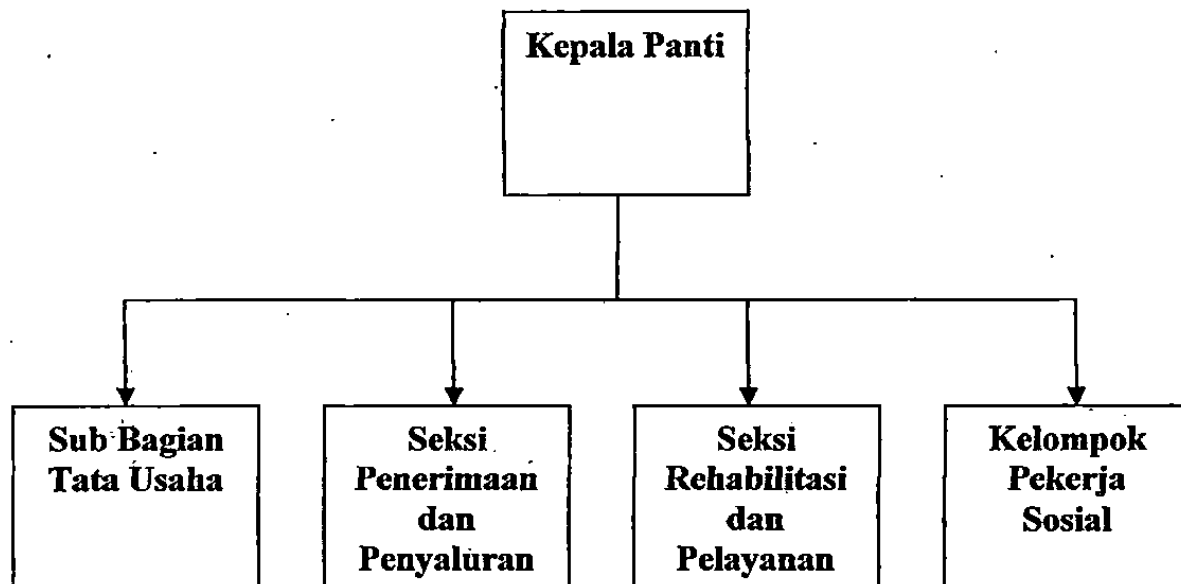 Kepala Panti
Sub Bagian
Tata Usaha
Seksi
Penerimaan
dan
Penyaluran
Seksi
Rehabilitasi
dan
Pelayanan
Kelompok
Pekerja
Sosial